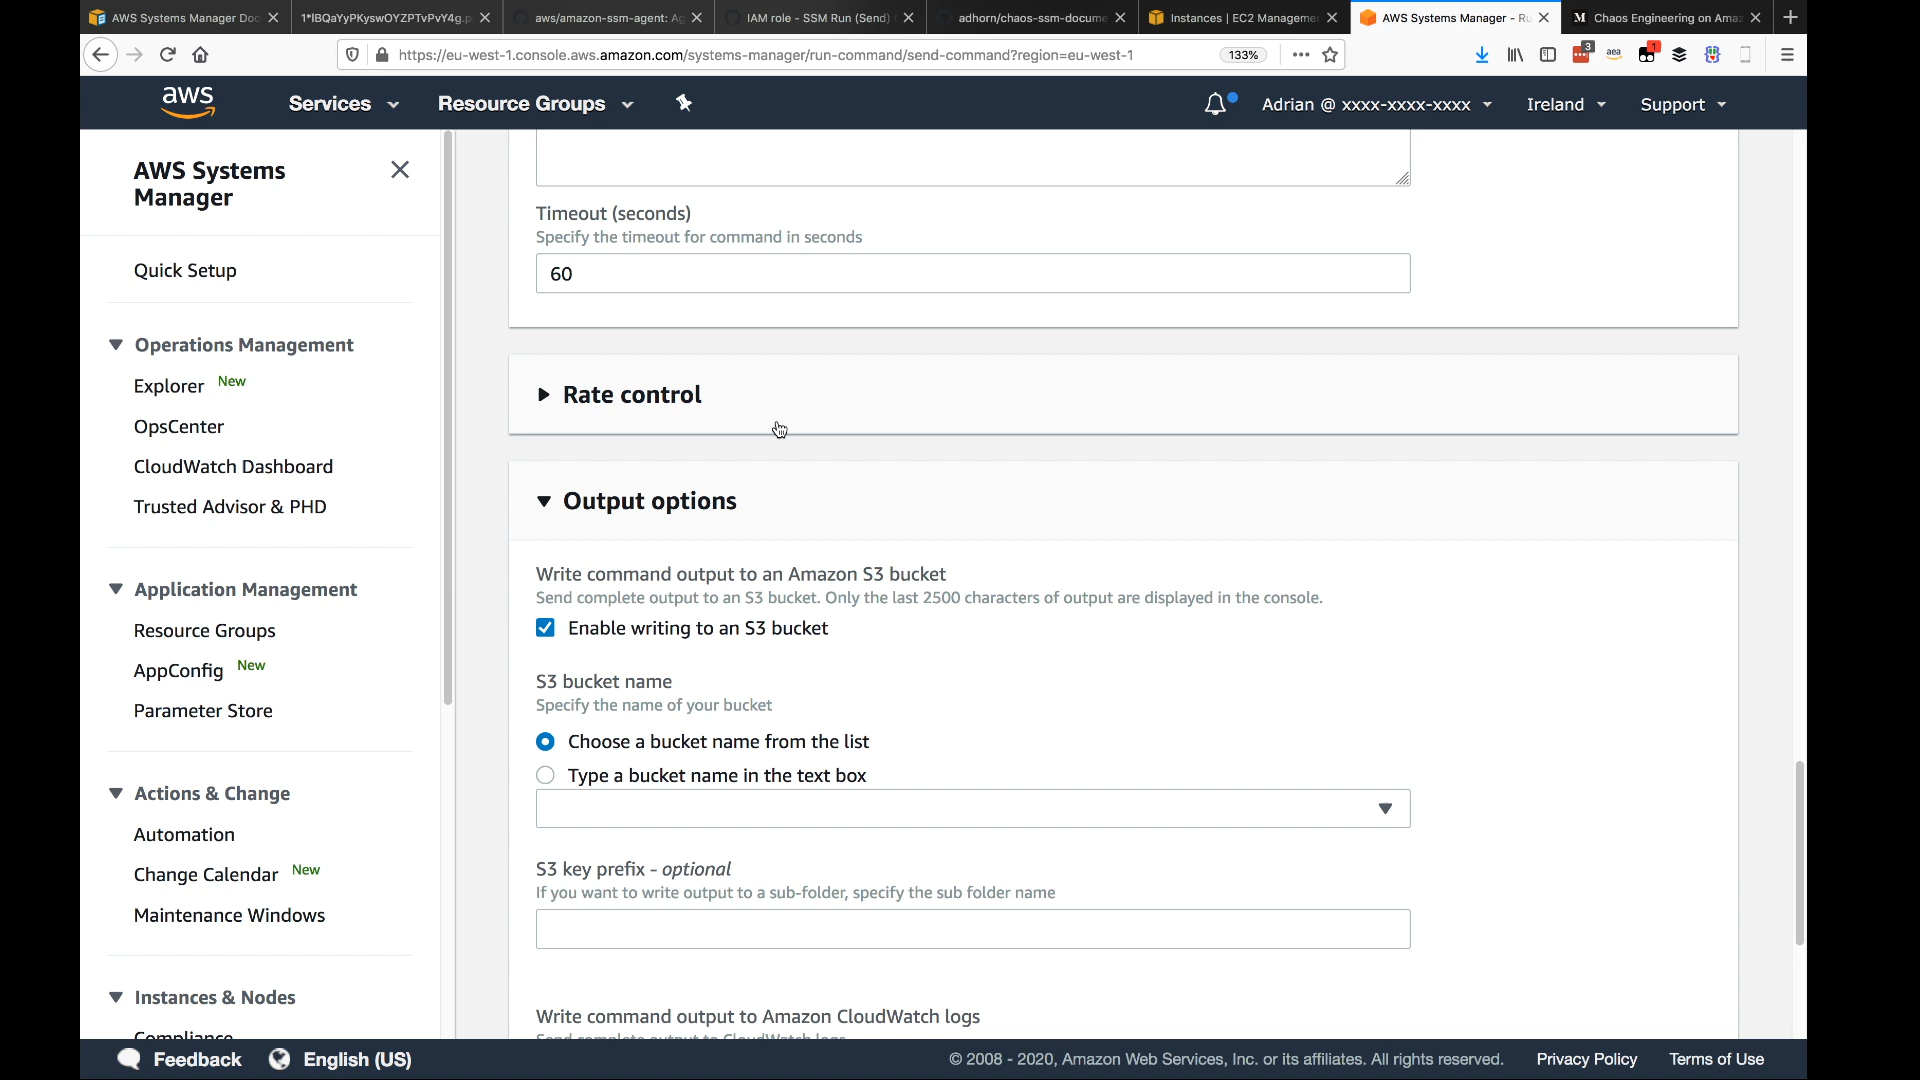 AWS Systems Manager Doc
1*IBQaYyPKyswOYZPTvPvY4g.p
aws/amazon-ssm-agent: Ag
IAM role - SSM Run (Send)
adhorn/chaos-ssm-docume
Instances | EC2 Manageme
AWS Systems Manager - Ru
M Chaos Engineering on Amaz
https://eu-west-1.console.aws.amazon.com/systems-manager/run-command/send-command?region=eu-west-1
133%
3
aea
1
aws
Services
Resource Groups
Adrian @ xxxx-xxxx-xxxx
Ireland
Support
AWS Systems
Manager
Quick Setup
Operations Management
Explorer New
OpsCenter
CloudWatch Dashboard
Trusted Advisor & PHD
Application Management
Resource Groups
AppConfig New
Parameter Store
Actions & Change
Automation
Change Calendar New
Maintenance Windows
Instances & Nodes
Compliance
Timeout (seconds)
Specify the timeout for command in seconds
60
Rate control
Output options
Write command output to an Amazon S3 bucket
Send complete output to an S3 bucket. Only the last 2500 characters of output are displayed in the console.
Enable writing to an S3 bucket
S3 bucket name
Specify the name of your bucket
Choose a bucket name from the list
Type a bucket name in the text box
S3 key prefix - optional
If you want to write output to a sub-folder, specify the sub folder name
Write command output to Amazon CloudWatch logs
Send complete output to CloudWatch logs
Feedback
English (US)
© 2008 - 2020, Amazon Web Services, Inc. or its affiliates. All rights reserved.
Privacy Policy
Terms of Use